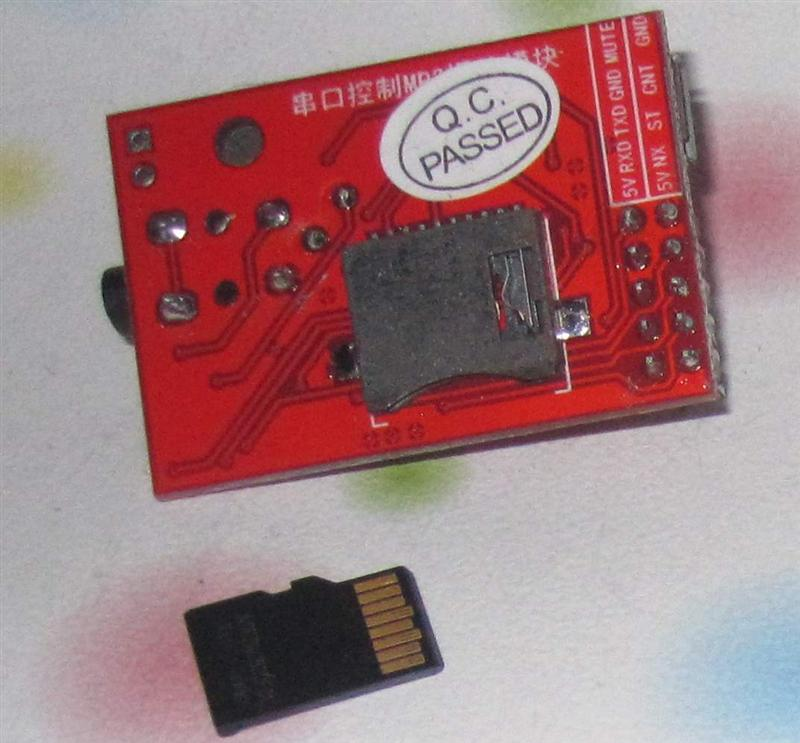 串口控制MP3 模块
Q.C.
PASSED
5V RXD TXD GND MUTE
5V NX ST CNT GND